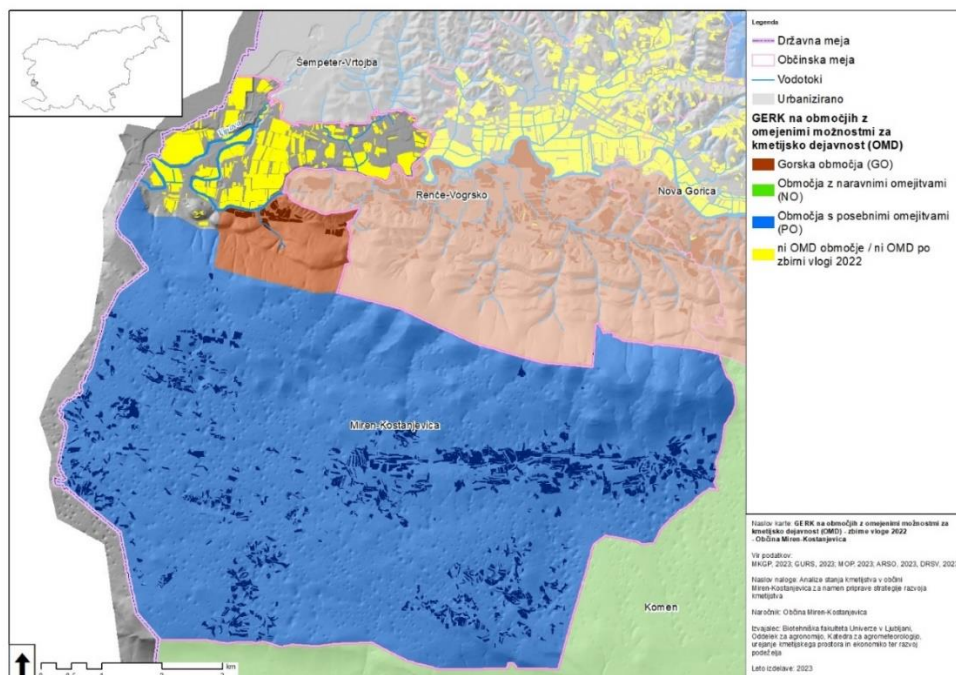 Šempeter-Vrtojba
Renče-Vogrsko
Nova Gorica
Miren-Kostanjevica
Komen
km
Legenda
Državna meja
Občinska meja
Vodotoki
Urbanizirano
GERK na območjih z
omejenimi možnostmi za
kmetijsko dejavnost (OMD)
Gorska območja (GO)
Območja z naravnimi omejitvami
(NO)
Območja s posebnimi omejitvami
(PO)
ni OMD območje / ni OMD po
zbirni vlogi 2022
Naslov karte: GERK na območjih z omejenimi možnostmi za
kmetijsko dejavnost (OMD) - zbirne vloge 2022
- Občina Miren-Kostanjevica
Vir podatkov:
MKGP, 2023; GURS, 2023; MOP, 2023; ARSO, 2023, DRSV, 2023
Naslov naloge: Analize stanja kmetijstva v občini
Miren-Kostanjevica za namen priprave strategije razvoja
kmetijstva
Naročnik: Občina Miren-Kostanjevica
Izvajalec: Biotehniška fakulteta Univerze v Ljubljani,
Oddelek za agronomijo, Katedra za agrometeorologijo,
urejanje kmetijskega prostora in ekonomiko ter razvoj
podeželja
Leto izdelave: 2023